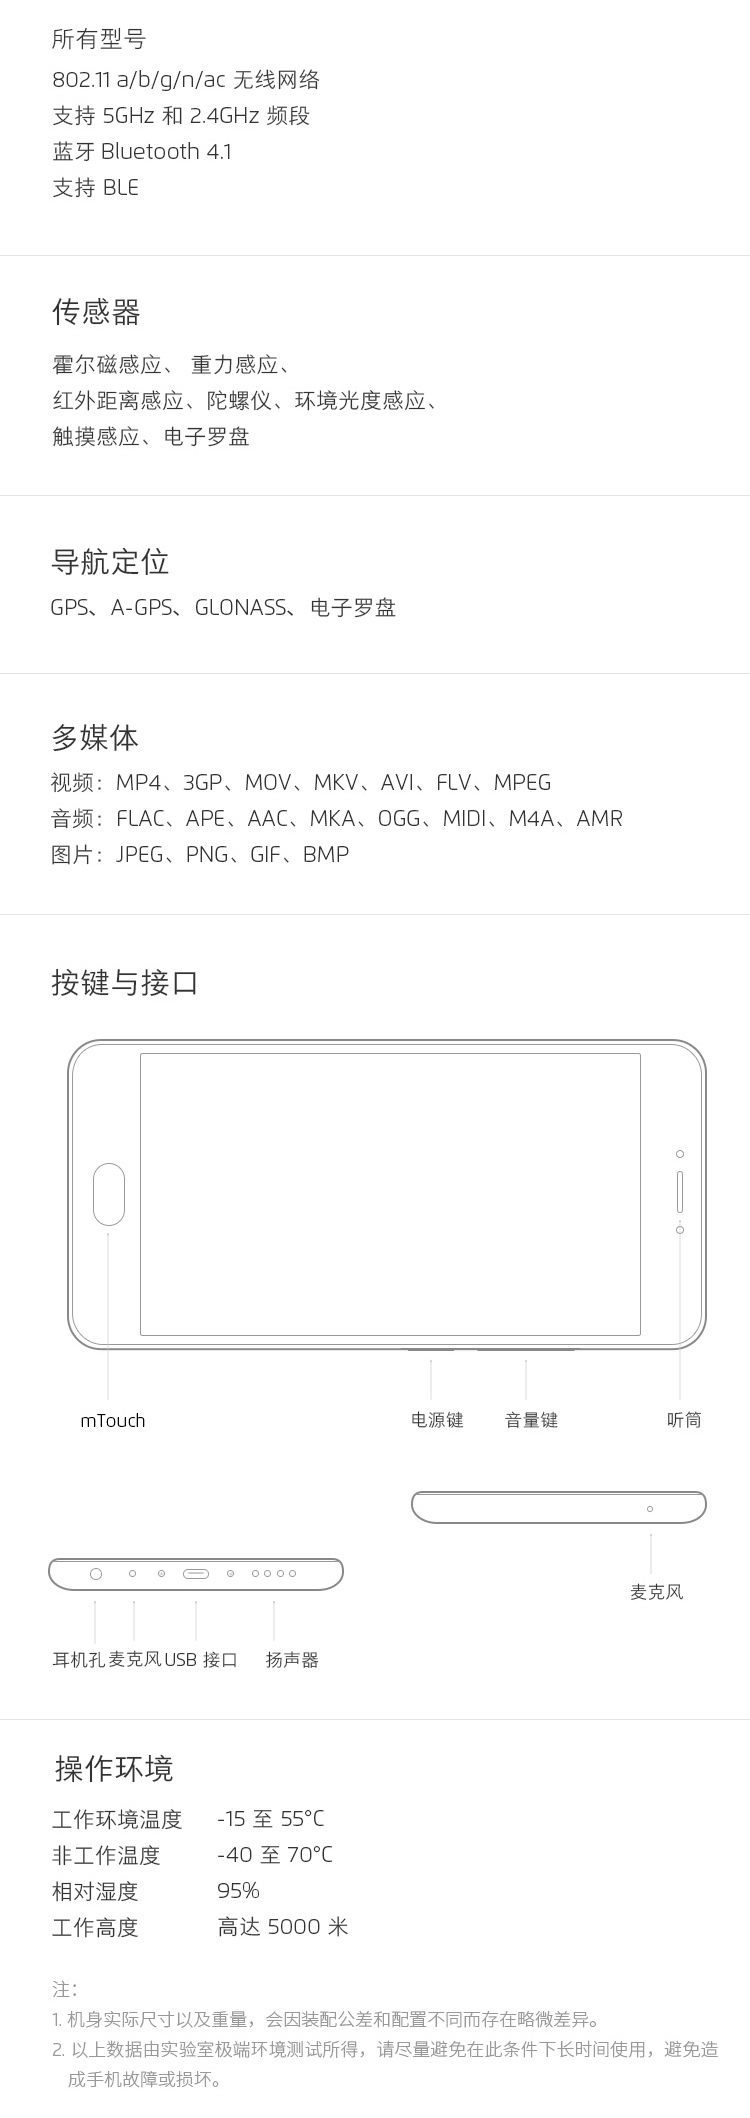 所有型号
802.11 a/b/g/n/ac 无线网络
支持 5GHz 和 2.4GHz 频段
蓝牙 Bluetooth 4.1
支持 BLE
传感器
霍尔磁感应、 重力感应、
红外距离感应、陀螺仪、环境光度感应、
触摸感应、电子罗盘
导航定位
GPS、A-GPS、GLONASS、电子罗盘
多媒体
视频：MP4、3GP、MOV、MKV、AVI、FLV、MPEG
音频：FLAC、APE、AAC、MKA、OGG、MIDI、M4A、AMR
图片：JPEG、PNG、GIF、BMP
按键与接口
mTouch 电源键 音量键 听筒
麦克风
耳机孔 麦克风 USB 接口 扬声器
操作环境
工作环境温度 -15 至 55°C
非工作温度 -40 至 70°C
相对湿度 95%
工作高度 高达 5000 米
注：
1. 机身实际尺寸以及重量，会因装配公差和配置不同而存在略微差异。
2. 以上数据由实验室极端环境测试所得，请尽量避免在此条件下长时间使用，避免造
成手机故障或损坏。